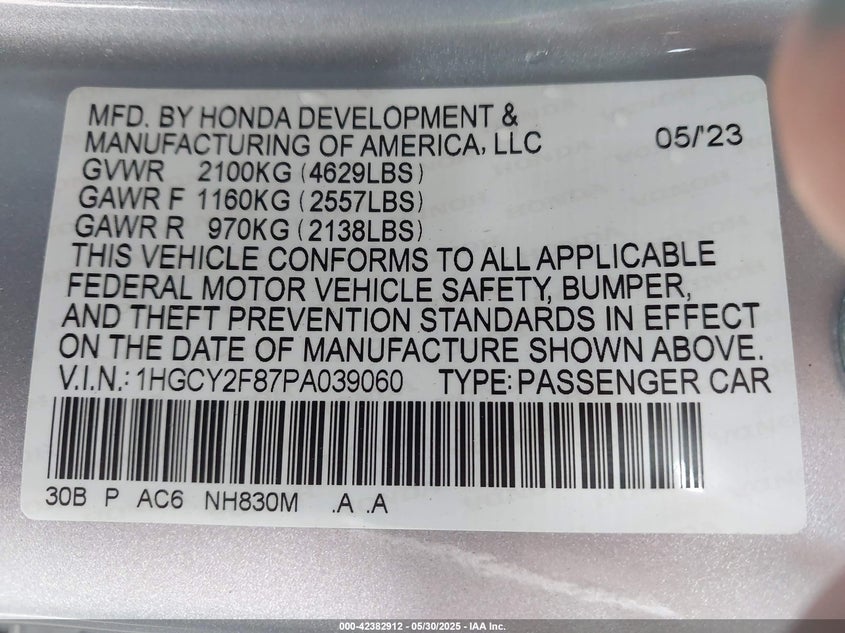 MFD. BY HONDA DEVELOPMENT &
MANUFACTURING OF AMERICA, LLC 05/'23
GVWR 2100KG (4629LBS)
GAWR F 1160KG (2557LBS)
GAWR R 970KG (2138LBS)
THIS VEHICLE CONFORMS TO ALL APPLICABLE
FEDERAL MOTOR VEHICLE SAFETY, BUMPER,
AND THEFT PREVENTION STANDARDS IN EFFECT
ON THE DATE OF MANUFACTURE SHOWN ABOVE.
V.I.N.: 1HGCY2F87PA039060 TYPE: PASSENGER CAR
30B P AC6 NH830M .A .A
000-42382912 - 05/30/2025 - IAA Inc.